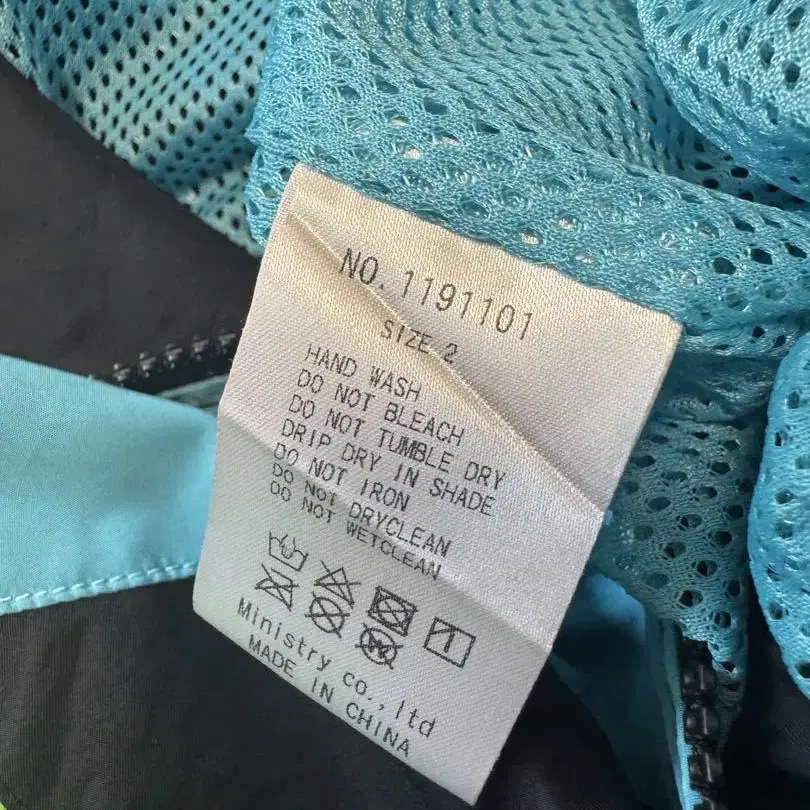 NO. 1191101
SIZE 2
HAND WASH
DO NOT BLEACH
DO NOT TUMBLE DRY
DRIP DRY IN SHADE
DO NOT IRON
DO NOT DRYCLEAN
DO NOT WETCLEAN
Ministry co.,ltd
MADE IN CHINA